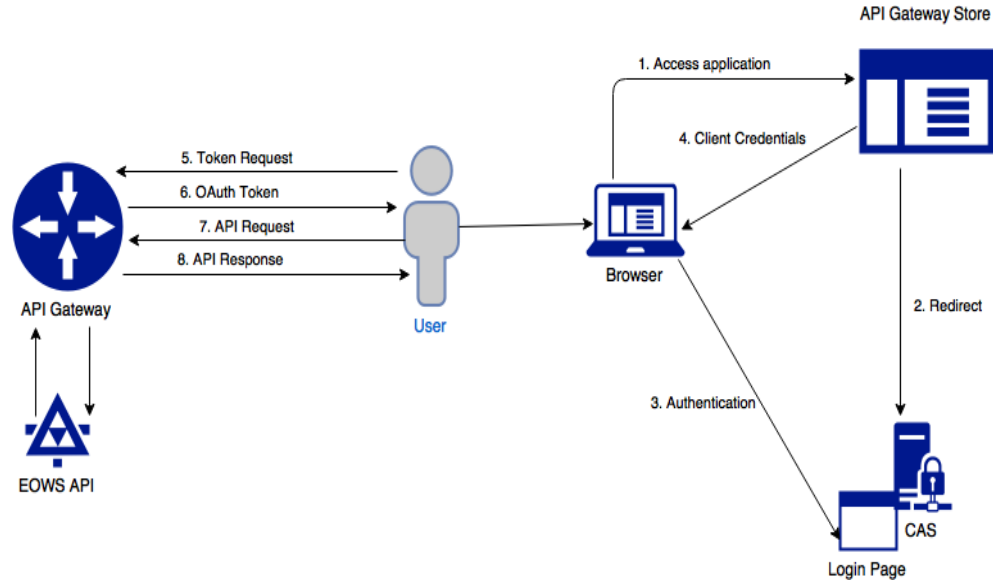 API Gateway Store
1. Access application
4. Client Credentials
5. Token Request
6. OAuth Token
7. API Request
8. API Response
API Gateway
User
Browser
2. Redirect
3. Authentication
EOWS API
CAS
Login Page